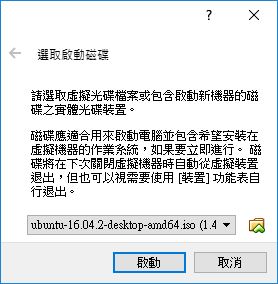 選取啟動磁碟
請選取虛擬光碟檔案或包含啟動新機器的磁
碟之實體光碟裝置。
磁碟應適合用來啟動電腦並包含希望安裝在
虛擬機器的作業系統，如果要立即進行。 磁
碟將在下次關閉虛擬機器時自動從虛擬裝置
退出，但也可以視需要使用 [裝置] 功能表自
行退出。
ubuntu-16.04.2-desktop-amd64.iso (1.4
啟動
取消